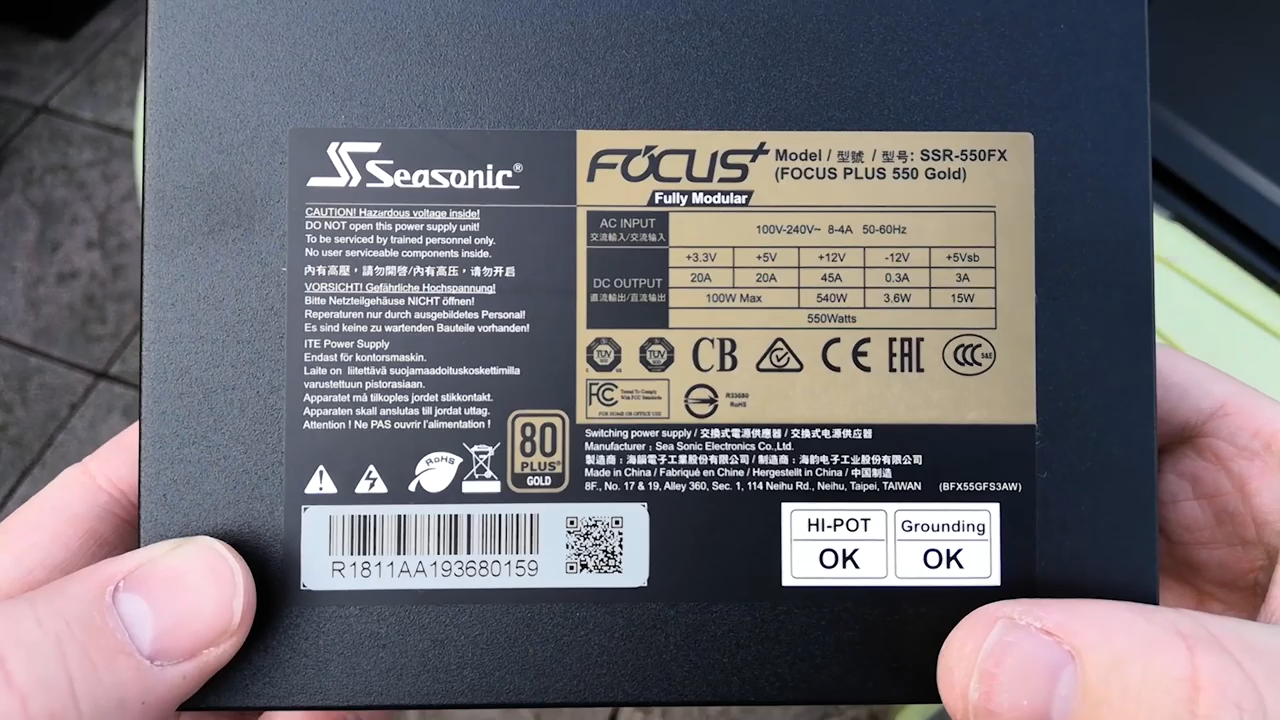 Seasonic®
CAUTION! Hazardous voltage inside!
DO NOT open this power supply unit!
To be serviced by trained personnel only.
No user serviceable components inside.
內有高壓，請勿開啓/內有高压，请勿开启
VORSICHT! Gefährliche Hochspannung!
Bitte Netzteilgehäuse NICHT öffnen!
Reperaturen nur durch ausgebildetes Personal!
Es sind keine zu wartenden Bauteile vorhanden!
ITE Power Supply
Endast för kontorsmaskin.
Laite on liitettävä suojamaadoituskoskettimilla
varustettuun pistorasiaan.
Apparatet må tilkoples jordet stikkontakt.
Apparaten skall anslutas till jordat uttag.
Attention ! Ne PAS ouvrir l'alimentation !
RoHS
80
PLUS®
GOLD
R1811AA193680159
FOCUS+
Fully Modular
Model / 型號 / 型号: SSR-550FX
(FOCUS PLUS 550 Gold)
AC INPUT
交流輸入/交流输入
100V-240V~ 8-4A 50-60Hz
DC OUTPUT
直流輸出/直流输出
+3.3V +5V +12V -12V +5Vsb
20A 20A 45A 0.3A 3A
100W Max 540W 3.6W 15W
550Watts
TÜV TÜV CB CE EAC CCC S&E
FC Tested To Comply
With FCC Standards
FOR HOME OR OFFICE USE
R33680
RoHS
Switching power supply / 交換式電源供應器 / 交换式电源供应器
Manufacturer : Sea Sonic Electronics Co.,Ltd.
製造商 : 海韻電子工業股份有限公司 / 制造商 : 海韵电子工业股份有限公司
Made in China / Fabriqué en Chine / Hergestellt in China / 中国制造
8F., No. 17 & 19, Alley 360, Sec. 1, 114 Neihu Rd., Neihu, Taipei, TAIWAN (BFX55GFS3AW)
HI-POT
OK
Grounding
OK